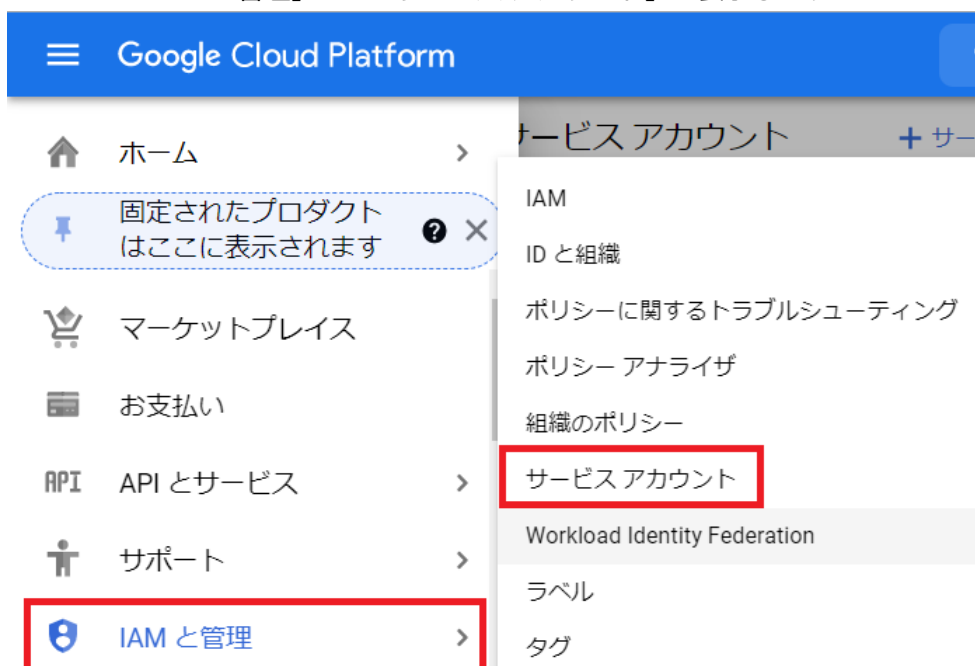 Google Cloud Platform
サービス アカウント
+ サー
ホーム
固定されたプロダクト
はここに表示されます
マーケットプレイス
お支払い
API API とサービス
サポート
IAM と管理
IAM
ID と組織
ポリシーに関するトラブルシューティング
ポリシー アナライザ
組織のポリシー
サービス アカウント
Workload Identity Federation
ラベル
タグ